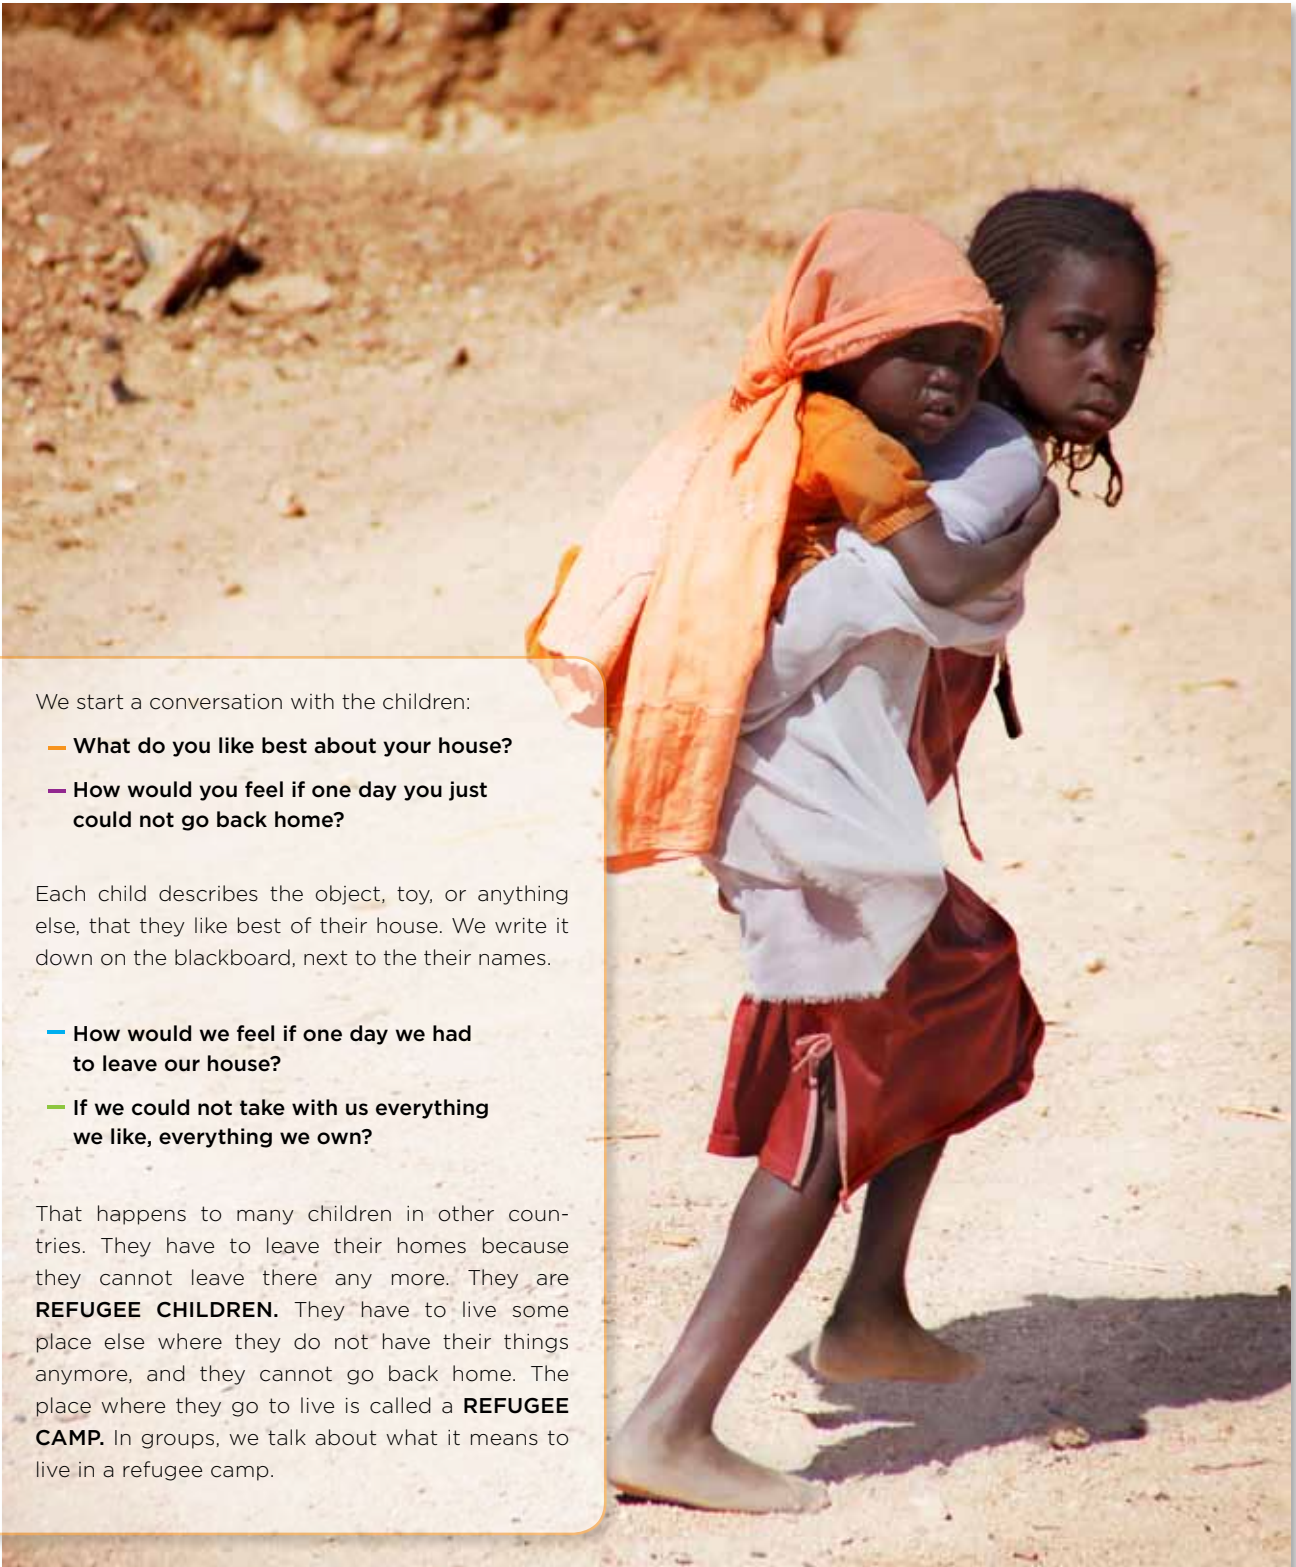 We start a conversation with the children:
What do you like best about your house?
How would you feel if one day you just
could not go back home?
Each child describes the object, toy, or anything
else, that they like best of their house. We write it
down on the blackboard, next to the their names.
How would we feel if one day we had
to leave our house?
If we could not take with us everything
we like, everything we own?
That happens to many children in other coun-
tries. They have to leave their homes because
they cannot leave there any more. They are
REFUGEE CHILDREN. They have to live some
place else where they do not have their things
anymore, and they cannot go back home. The
place where they go to live is called a REFUGEE
CAMP. In groups, we talk about what it means to
live in a refugee camp.